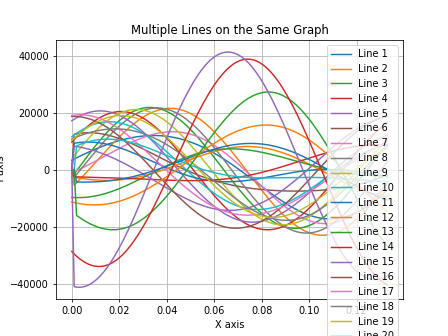 Multiple Lines on the Same Graph
40000
20000
0
−20000
−40000
0.00
0.02
0.04
0.06
0.08
0.10
X axis
Line 1
Line 2
Line 3
Line 4
Line 5
Line 6
Line 7
Line 8
Line 9
Line 10
Line 11
Line 12
Line 13
Line 14
Line 15
Line 16
Line 17
Line 18
Line 19
Line 20